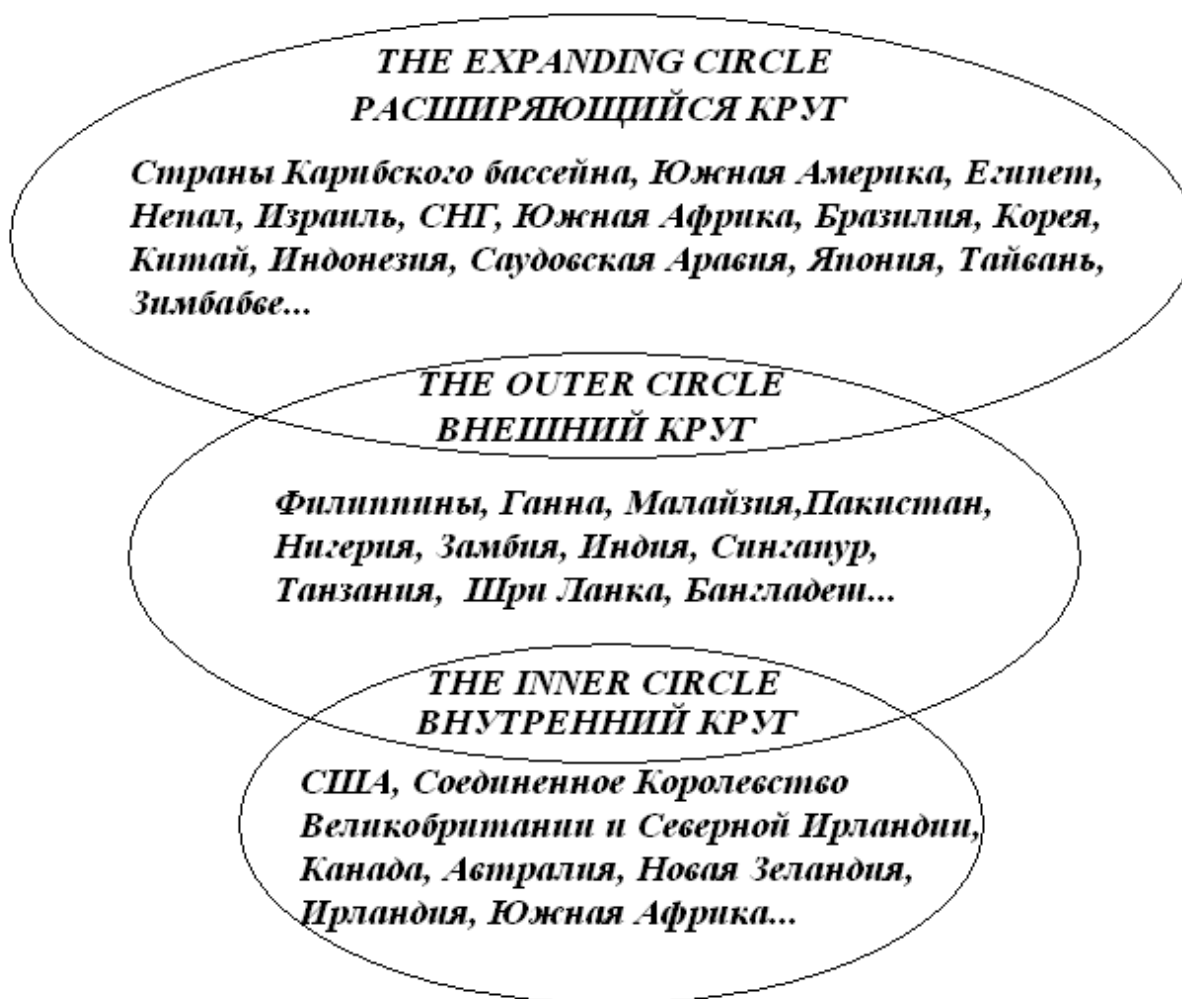 THE EXPANDING CIRCLE
РАСШИРЯЮЩИЙСЯ КРУГ
Страны Карибского бассейна, Южная Америка, Египет,
Непал, Израиль, СНГ, Южная Африка, Бразилия, Корея,
Китай, Индонезия, Саудовская Аравия, Япония, Тайвань,
Зимбабве...
THE OUTER CIRCLE
ВНЕШНИЙ КРУГ
Филиппины, Ганна, Малайзия,Пакистан,
Нигерия, Замбия, Индия, Сингапур,
Танзания, Шри Ланка, Бангладеш...
THE INNER CIRCLE
ВНУТРЕННИЙ КРУГ
США, Соединенное Королевство
Великобритании и Северной Ирландии,
Канада, Австралия, Новая Зеландия,
Ирландия, Южная Африка...